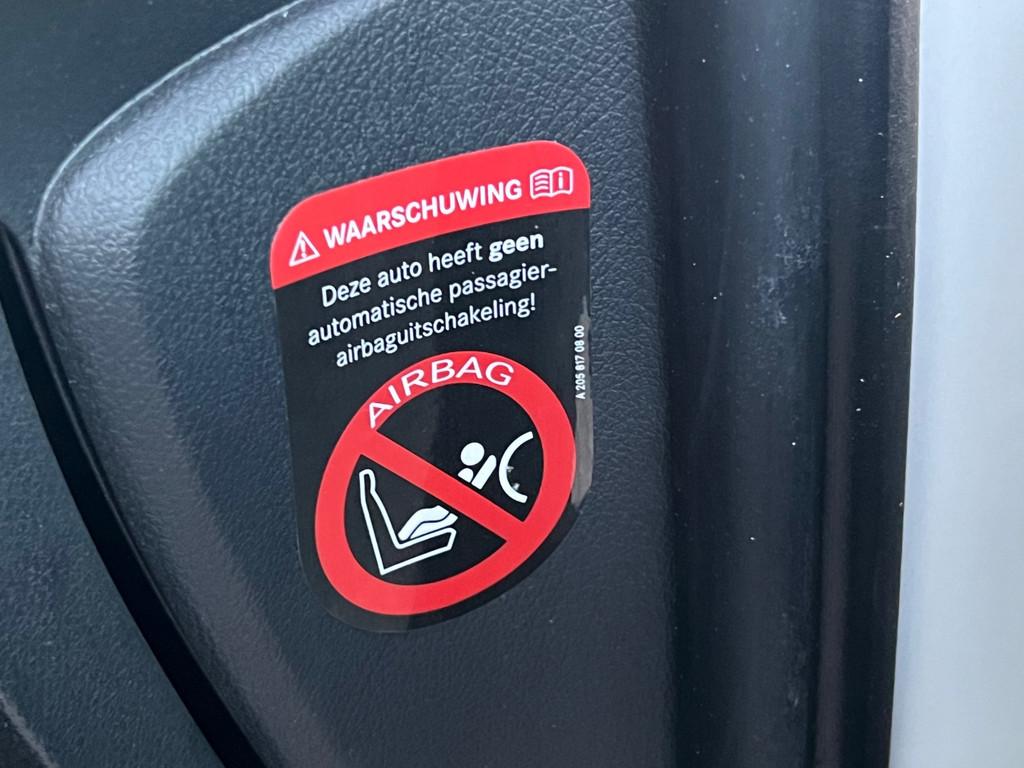 WAARSCHUWING
Deze auto heeft geen
automatische passagier-
airbaguitschakeling!
A 205 817 08 00
AIRBAG